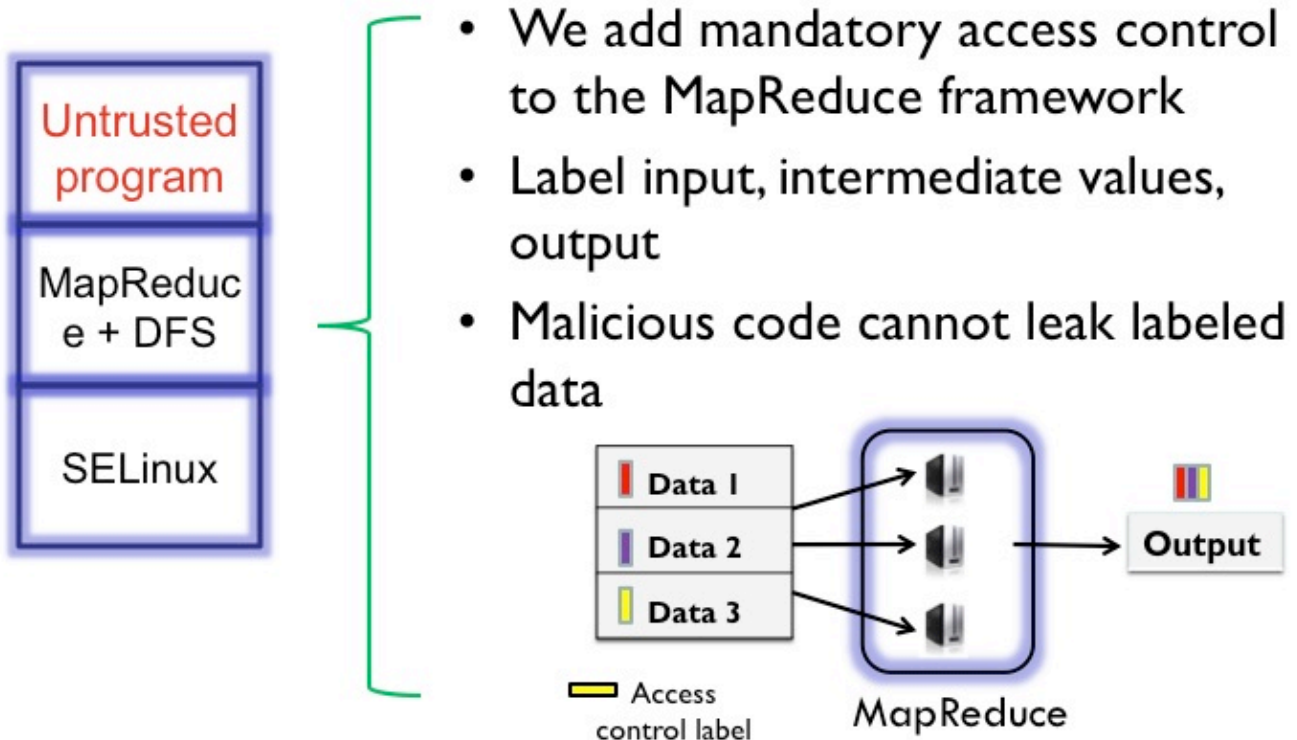 Untrusted
program
MapReduc
e + DFS
SELinux
• We add mandatory access control
to the MapReduce framework
• Label input, intermediate values,
output
• Malicious code cannot leak labeled
data
Data 1
Data 2
Data 3
Access
control label
MapReduce
Output